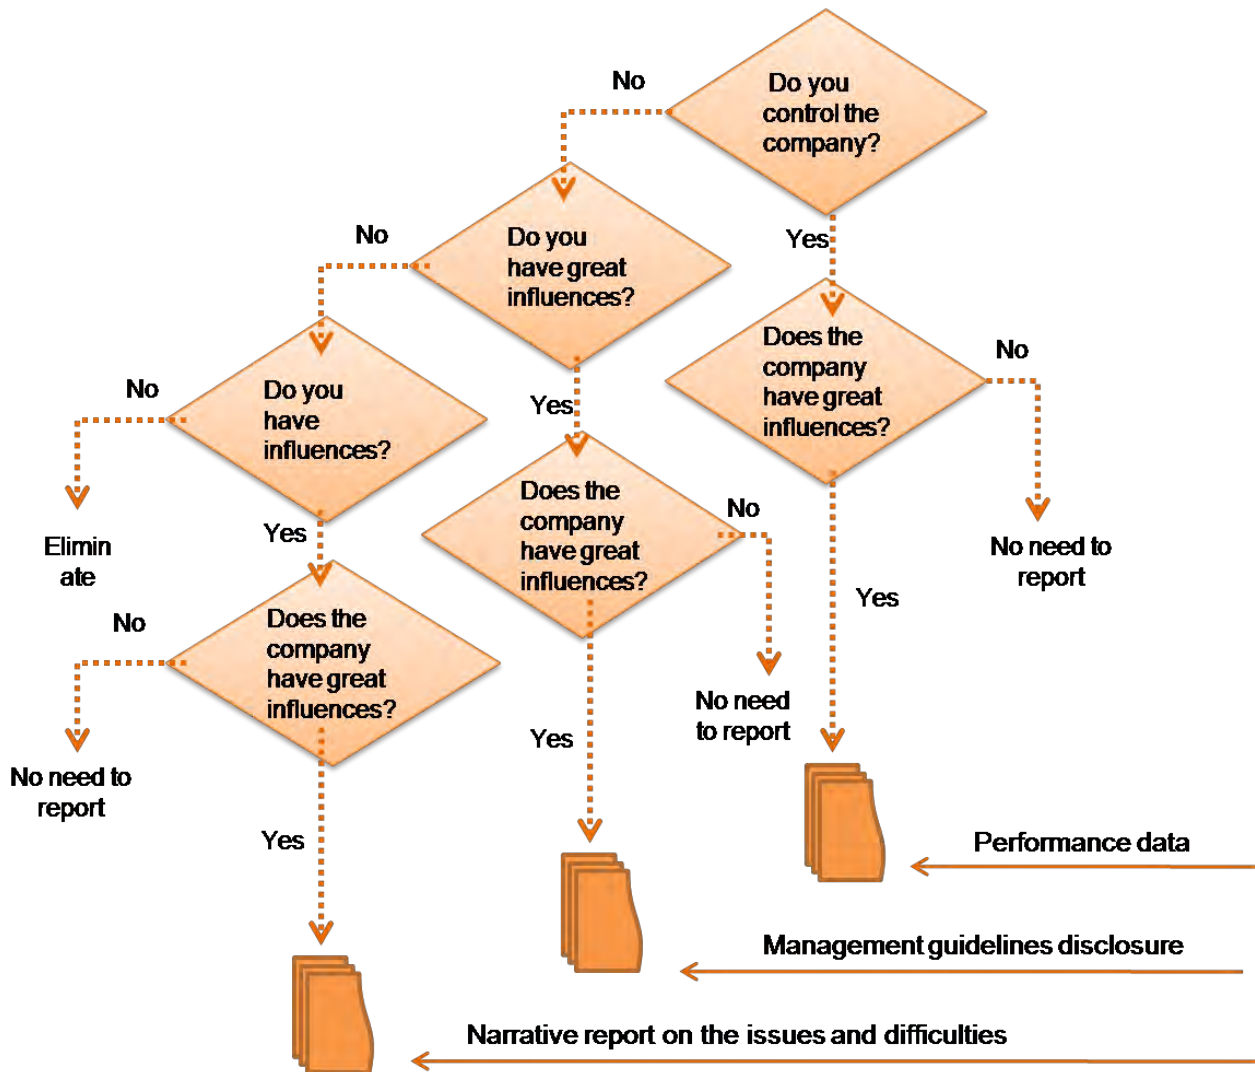 No
Do you
control the
company?
No
Do you
have great
influences?
Yes
No
Do you
have
influences?
Yes
Does the
company
have great
influences?
No
Elimin
ate
Yes
Does the
company
have great
influences?
No
No need to
report
No
Does the
company
have great
influences?
Yes
No need
to report
Yes
No need to
report
Yes
Performance data
Management guidelines disclosure
Narrative report on the issues and difficulties